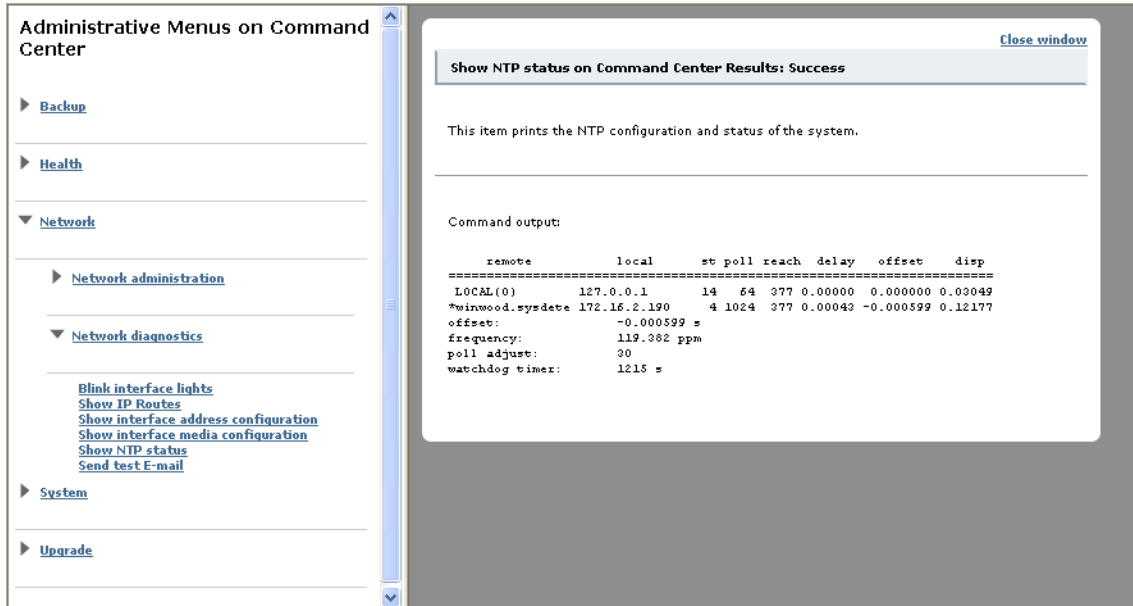 Administrative Menus on Command
Center
Backup
Health
Network
Network administration
Network diagnostics
Blink interface lights
Show IP Routes
Show interface address configuration
Show interface media configuration
Show NTP status
Send test E-mail
System
Upgrade
Close window
Show NTP status on Command Center Results: Success
This item prints the NTP configuration and status of the system.
Command output:
remote local st poll reach delay offset disp
=======================================================================
LOCAL(0) 127.0.0.1 14 64 377 0.00000 0.000000 0.03049
*winwood.sysdete 172.16.2.190 4 1024 377 0.00043 -0.000599 0.12177
offset: -0.000599 s
frequency: 119.382 ppm
poll adjust: 30
watchdog timer: 1215 s